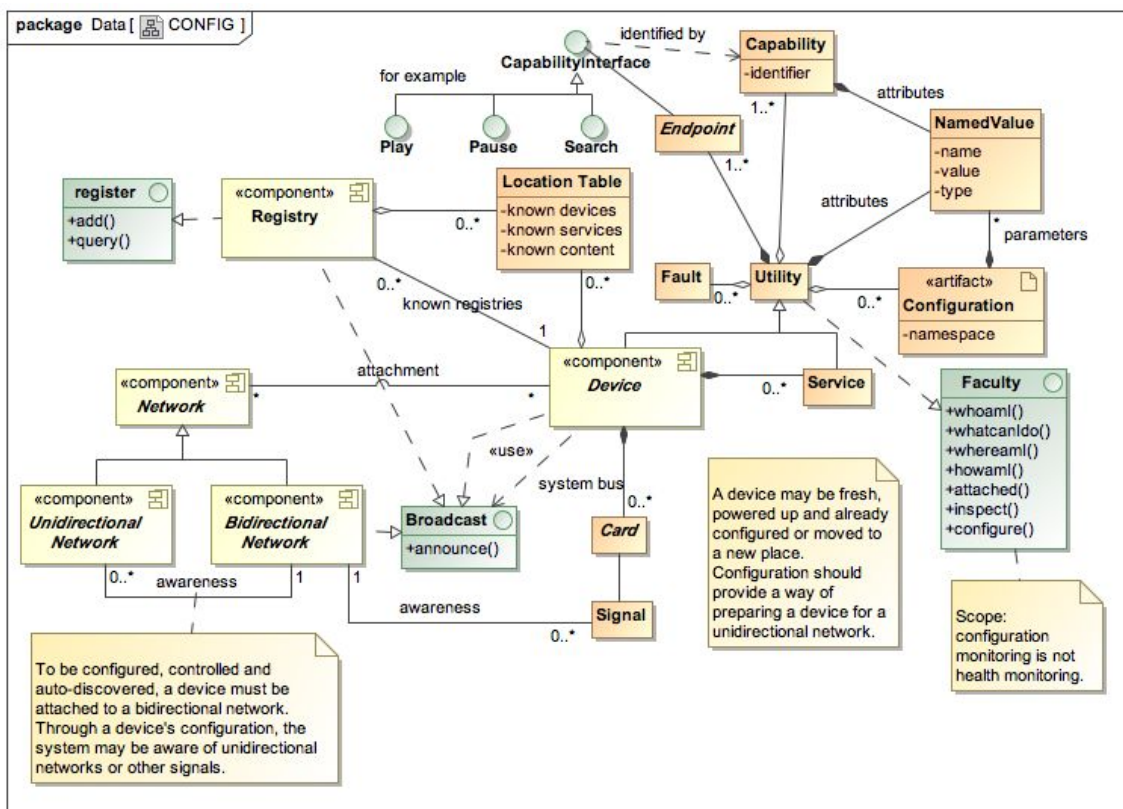 package Data [ CONFIG ]
identified by
CapabilityInterface
for example
Play
Pause
Search
Capability
-identifier
1..*
attributes
Endpoint
1..*
NamedValue
-name
-value
-type
attributes
*
parameters
register
+add()
+query()
«component»
Registry
0..*
Location Table
-known devices
-known services
-known content
0..*
0..*
known registries
1
Fault
0..*
Utility
0..*
«artifact»
Configuration
-namespace
«component»
Device
attachment
*
*
«component»
Network
0..*
Service
Faculty
+whoamI()
+whatcanIdo()
+whereamI()
+howamI()
+attached()
+inspect()
+configure()
«use»
system bus
0..*
«component»
Unidirectional
Network
«component»
Bidirectional
Network
Broadcast
+announce()
Card
Signal
0..*
awareness
1
1
awareness
0..*
A device may be fresh,
powered up and already
configured or moved to
a new place.
Configuration should
provide a way of
preparing a device for a
unidirectional network.
Scope:
configuration
monitoring is not
health monitoring.
To be configured, controlled and
auto-discovered, a device must be
attached to a bidirectional network.
Through a device's configuration, the
system may be aware of unidirectional
networks or other signals.